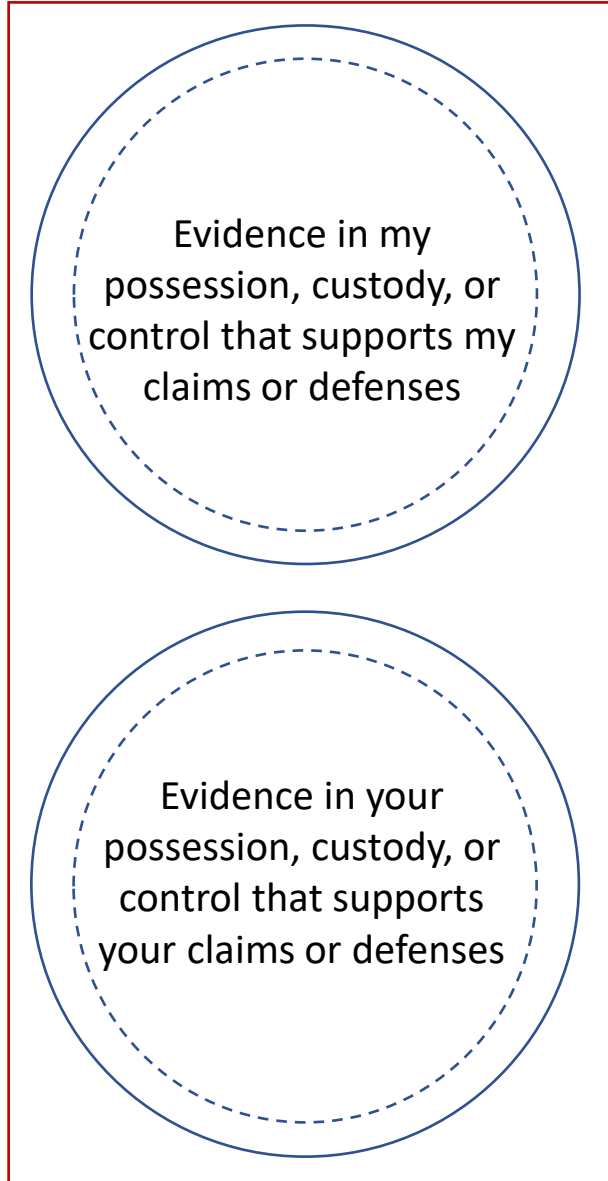 Evidence in my
possession, custody, or
control that supports my
claims or defenses
Evidence in your
possession, custody, or
control that supports
your claims or defenses